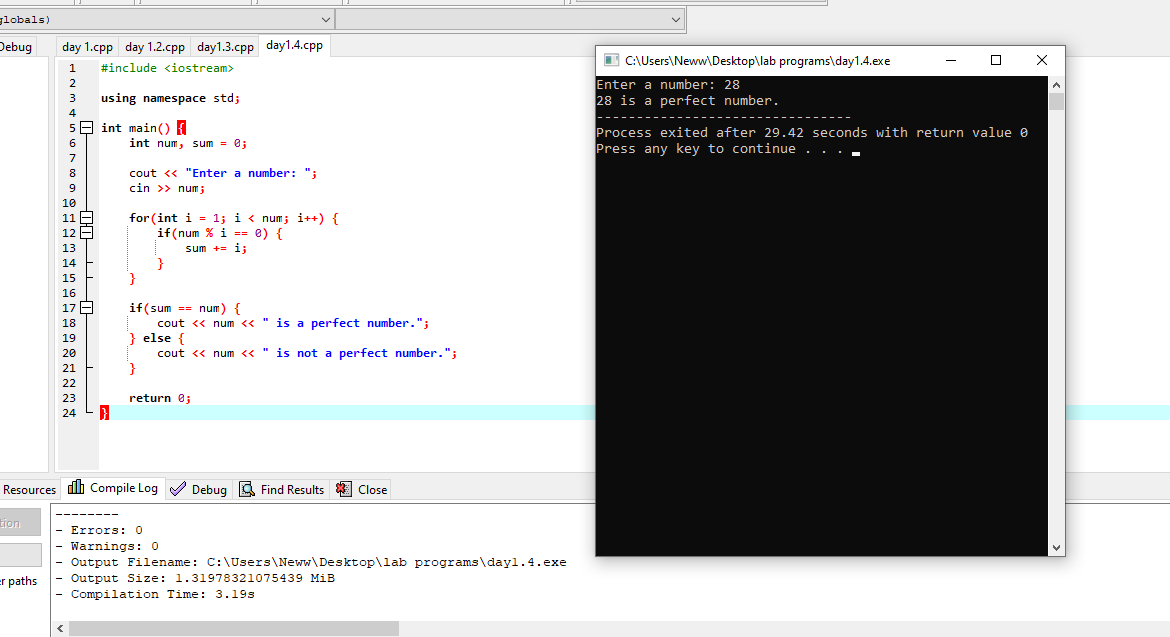 globals)
Debug
day 1.cpp day 1.2.cpp day1.3.cpp day1.4.cpp
1 #include <iostream>
2
3 using namespace std;
4
5 int main() {
6 int num, sum = 0;
7
8 cout << "Enter a number: ";
9 cin >> num;
10
11 for(int i = 1; i < num; i++) {
12 if(num % i == 0) {
13 sum += i;
14 }
15 }
16
17 if(sum == num) {
18 cout << num << " is a perfect number.";
19 } else {
20 cout << num << " is not a perfect number.";
21 }
22
23 return 0;
24 }
C:\Users\Neww\Desktop\lab programs\day1.4.exe
Enter a number: 28
28 is a perfect number.
--------------------------------
Process exited after 29.42 seconds with return value 0
Press any key to continue . . .
Resources Compile Log Debug Find Results Close
tion
er paths
--------
- Errors: 0
- Warnings: 0
- Output Filename: C:\Users\Neww\Desktop\lab programs\day1.4.exe
- Output Size: 1.31978321075439 MiB
- Compilation Time: 3.19s